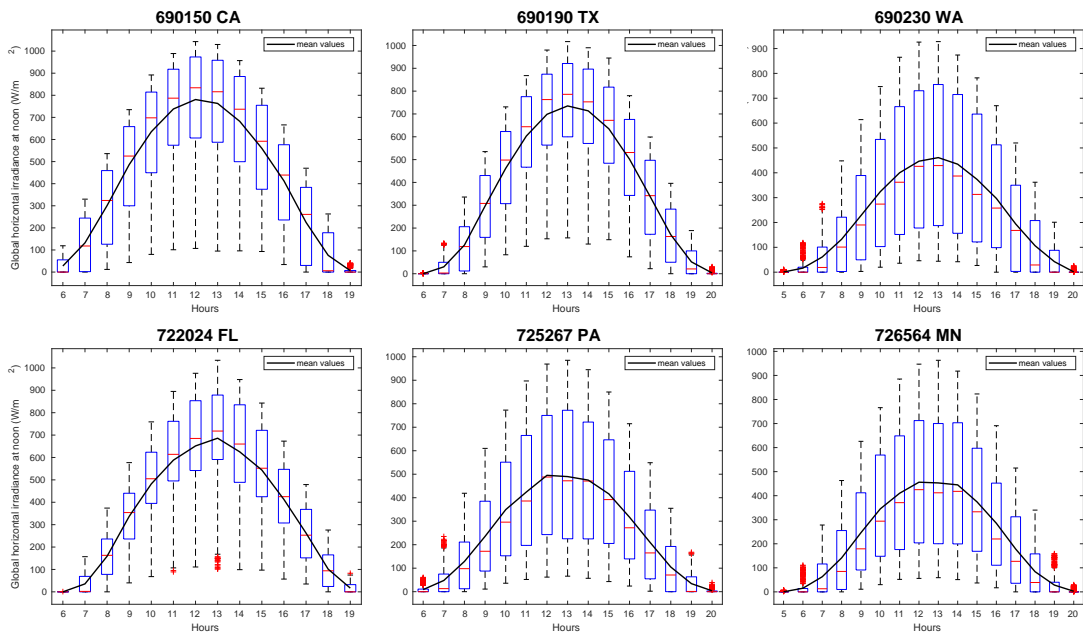 690150 CA
690190 TX
690230 WA
Global horizontal irradiance at noon (W/m2)
1000
900
800
700
600
500
400
300
200
100
0
mean values
6 7 8 9 10 11 12 13 14 15 16 17 18 19
Hours
1000
900
800
700
600
500
400
300
200
100
0
mean values
6 7 8 9 10 11 12 13 14 15 16 17 18 19 20
Hours
900
800
700
600
500
400
300
200
100
0
mean values
5 6 7 8 9 10 11 12 13 14 15 16 17 18 19 20
Hours
722024 FL
725267 PA
726564 MN
Global horizontal irradiance at noon (W/m2)
1000
900
800
700
600
500
400
300
200
100
0
mean values
6 7 8 9 10 11 12 13 14 15 16 17 18 19
Hours
1000
900
800
700
600
500
400
300
200
100
0
mean values
6 7 8 9 10 11 12 13 14 15 16 17 18 19 20
Hours
1000
900
800
700
600
500
400
300
200
100
0
mean values
5 6 7 8 9 10 11 12 13 14 15 16 17 18 19 20
Hours